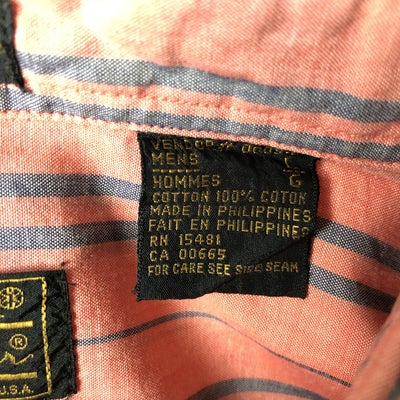 VENDOR #
MENS L
HOMMES G
COTTON 100% COTON
MADE IN PHILIPPINES
FAIT EN PHILIPPINES
RN 15481
CA 00665
FOR CARE SEE SIDE SEAM
®
U.S.A.